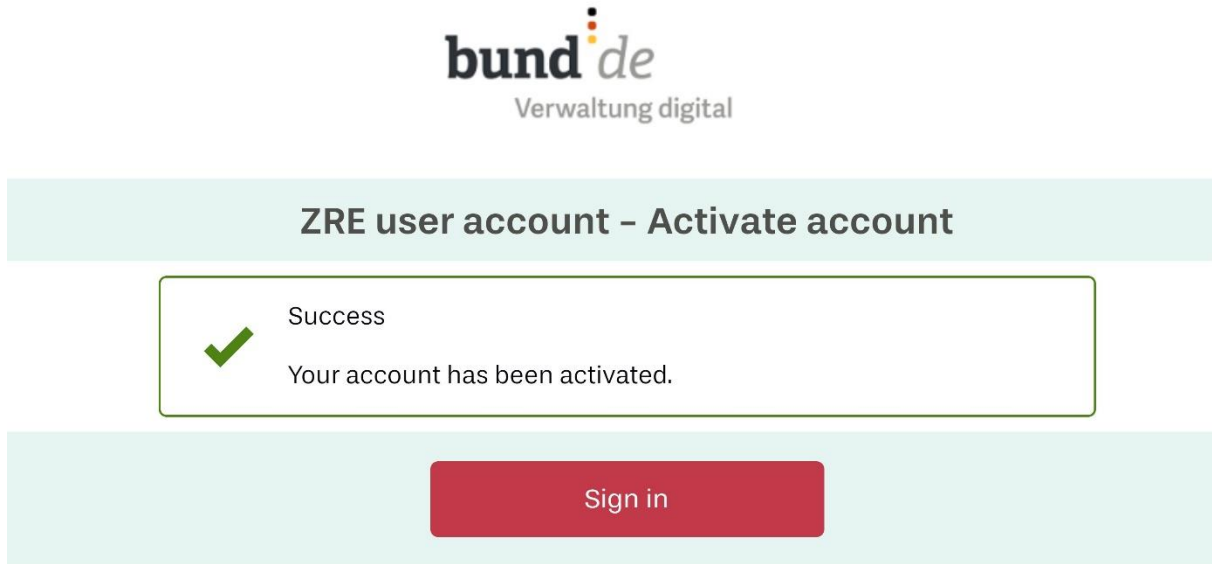 bund de
Verwaltung digital
ZRE user account – Activate account
Success
Your account has been activated.
Sign in